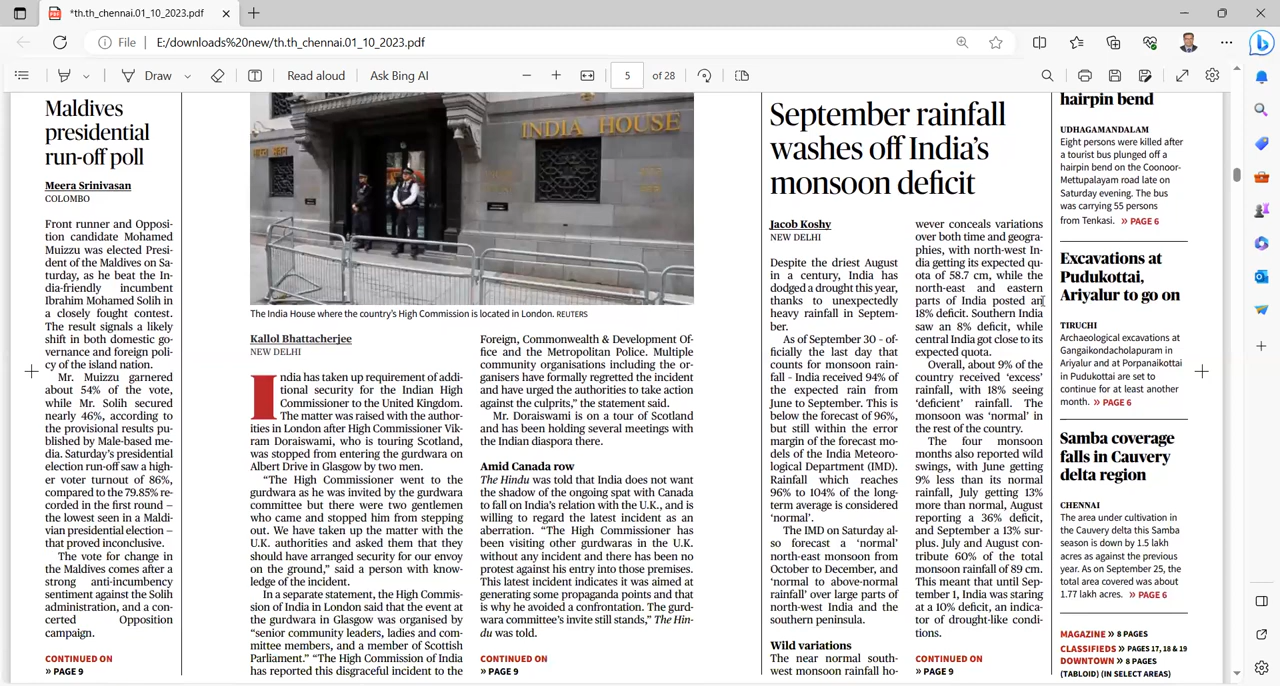 *th.th_chennai.01_10_2023.pdf
File
E:/downloads%20new/th.th_chennai.01_10_2023.pdf
Draw
Read aloud
Ask Bing AI
5
of 28
Maldives
presidential
run-off poll
Meera Srinivasan
COLOMBO
Front runner and Opposi-
tion candidate Mohamed
Muizzu was elected Presi-
dent of the Maldives on Sa-
turday, as he beat the In-
dia-friendly incumbent
Ibrahim Mohamed Solih in
a closely fought contest.
The result signals a likely
shift in both domestic go-
vernance and foreign poli-
cy of the island nation.
Mr. Muizzu garnered
about 54% of the vote,
while Mr. Solih secured
nearly 46%, according to
the provisional results pu-
blished by Male-based me-
dia. Saturday's presidential
election run-off saw a high-
er voter turnout of 86%,
compared to the 79.85% re-
corded in the first round –
the lowest seen in a Maldi-
vian presidential election –
that proved inconclusive.
The vote for change in
the Maldives comes after a
strong anti-incumbency
sentiment against the Solih
administration, and a con-
certed Opposition
campaign.
CONTINUED ON
» PAGE 9
INDIA HOUSE
The India House where the country's High Commission is located in London. REUTERS
Kallol Bhattacherjee
NEW DELHI
India has taken up requirement of addi-
tional security for the Indian High
Commissioner to the United Kingdom.
The matter was raised with the author-
ities in London after High Commissioner Vik-
ram Doraiswami, who is touring Scotland,
was stopped from entering the gurdwara on
Albert Drive in Glasgow by two men.
"The High Commissioner went to the
gurdwara as he was invited by the gurdwara
committee but there were two gentlemen
who came and stopped him from stepping
out. We have taken up the matter with the
U.K. authorities and asked them that they
should have arranged security for our envoy
on the ground," said a person with know-
ledge of the incident.
In a separate statement, the High Commis-
sion of India in London said that the event at
the gurdwara in Glasgow was organised by
"senior community leaders, ladies and com-
mittee members, and a member of Scottish
Parliament." "The High Commission of India
has reported this disgraceful incident to the
Foreign, Commonwealth & Development Of-
fice and the Metropolitan Police. Multiple
community organisations including the or-
ganisers have formally regretted the incident
and have urged the authorities to take action
against the culprits," the statement said.
Mr. Doraiswami is on a tour of Scotland
and has been holding several meetings with
the Indian diaspora there.
Amid Canada row
The Hindu was told that India does not want
the shadow of the ongoing spat with Canada
to fall on India's relation with the U.K., and is
willing to regard the latest incident as an
aberration. "The High Commissioner has
been visiting other gurdwaras in the U.K.
without any incident and there has been no
protest against his entry into those premises.
This latest incident indicates it was aimed at
generating some propaganda points and that
is why he avoided a confrontation. The gurd-
wara committee's invite still stands," The Hin-
du was told.
CONTINUED ON
» PAGE 9
September rainfall
washes off India's
monsoon deficit
Jacob Koshy
NEW DELHI
Despite the driest August
in a century, India has
dodged a drought this year,
thanks to unexpectedly
heavy rainfall in Septem-
ber.
As of September 30 - of-
ficially the last day that
counts for monsoon rain-
fall - India received 94% of
the expected rain from
June to September. This is
below the forecast of 96%,
but still within the error
margin of the forecast mo-
dels of the India Meteoro-
logical Department (IMD).
Rainfall which reaches
96% to 104% of the long-
term average is considered
'normal'.
The IMD on Saturday al-
so forecast a 'normal'
north-east monsoon from
October to December, and
'normal to above-normal
rainfall' over large parts of
north-west India and the
southern peninsula.
Wild variations
The near normal south-
west monsoon rainfall ho-
wever conceals variations
over both time and geogra-
phies, with north-west In-
dia getting its expected qu-
ota of 58.7 cm, while the
north-east and eastern
parts of India posted an
18% deficit. Southern India
saw an 8% deficit, while
central India got close to its
expected quota.
Overall, about 9% of the
country received 'excess'
rainfall, with 18% seeing
'deficient' rainfall. The
monsoon was 'normal' in
the rest of the country.
The four monsoon
months also reported wild
swings, with June getting
9% less than its normal
rainfall, July getting 13%
more than normal, August
reporting a 36% deficit,
and September a 13% sur-
plus. July and August con-
tribute 60% of the total
monsoon rainfall of 89 cm.
This meant that until Sep-
tember 1, India was staring
at a 10% deficit, an indica-
tor of drought-like condi-
tions.
CONTINUED ON
» PAGE 9
hairpin bend
UDHAGAMANDALAM
Eight persons were killed after
a tourist bus plunged off a
hairpin bend on the Coonoor-
Mettupalayam road late on
Saturday evening. The bus
was carrying 55 persons
from Tenkasi. » PAGE 6
Excavations at
Pudukottai,
Ariyalur to go on
TIRUCHI
Archaeological excavations at
Gangaikondacholapuram in
Ariyalur and at Porpanaikottai
in Pudukottai are set to
continue for at least another
month. » PAGE 6
Samba coverage
falls in Cauvery
delta region
CHENNAI
The area under cultivation in
the Cauvery delta this Samba
season is down by 1.5 lakh
acres as against the previous
year. As on September 25, the
total area covered was about
1.77 lakh acres. » PAGE 6
MAGAZINE » 8 PAGES
CLASSIFIEDS » PAGES 17, 18 & 19
DOWNTOWN » 8 PAGES
(TABLOID) (IN SELECT AREAS)